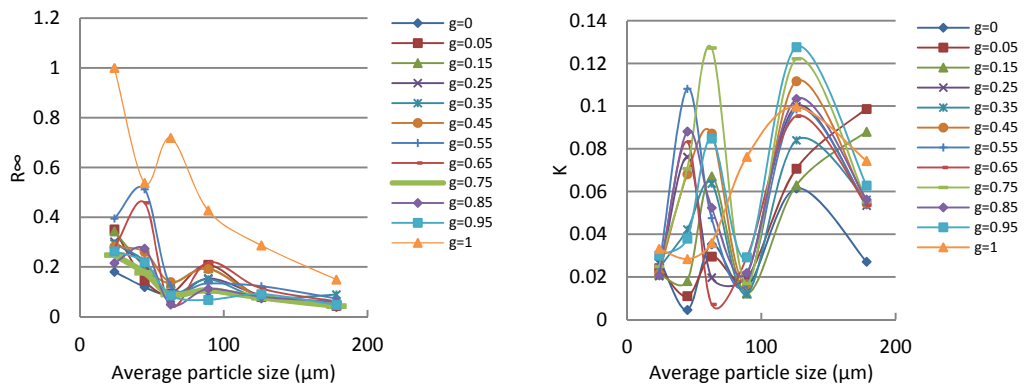 R∞
1.2
1
0.8
0.6
0.4
0.2
0
0
100
200
Average particle size (µm)
g=0
g=0.05
g=0.15
g=0.25
g=0.35
g=0.45
g=0.55
g=0.65
g=0.75
g=0.85
g=0.95
g=1
K
0.14
0.12
0.1
0.08
0.06
0.04
0.02
0
0
100
200
Average particle size (µm)
g=0
g=0.05
g=0.15
g=0.25
g=0.35
g=0.45
g=0.55
g=0.65
g=0.75
g=0.85
g=0.95
g=1